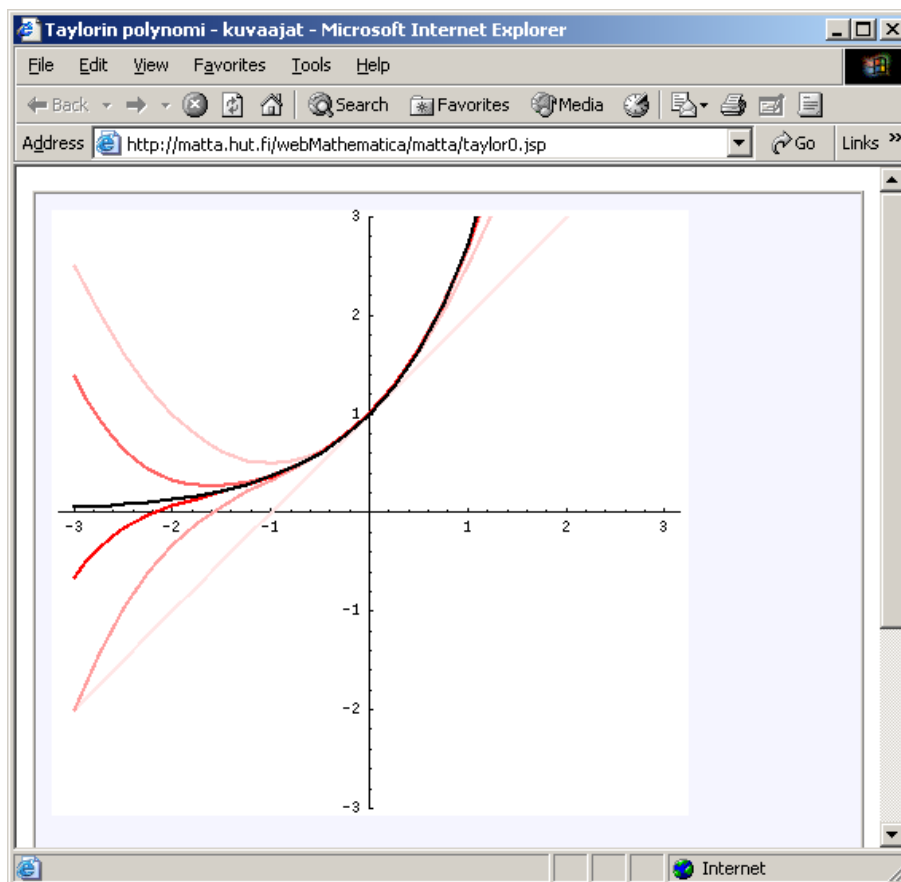 Taylorin polynomi - kuvaajat - Microsoft Internet Explorer
File Edit View Favorites Tools Help
Back Search Favorites Media
Address http://matta.hut.fi/webMathematica/matta/taylor0.jsp Go Links »
3
2
1
-3 -2 -1 1 2 3
-1
-2
-3
Internet